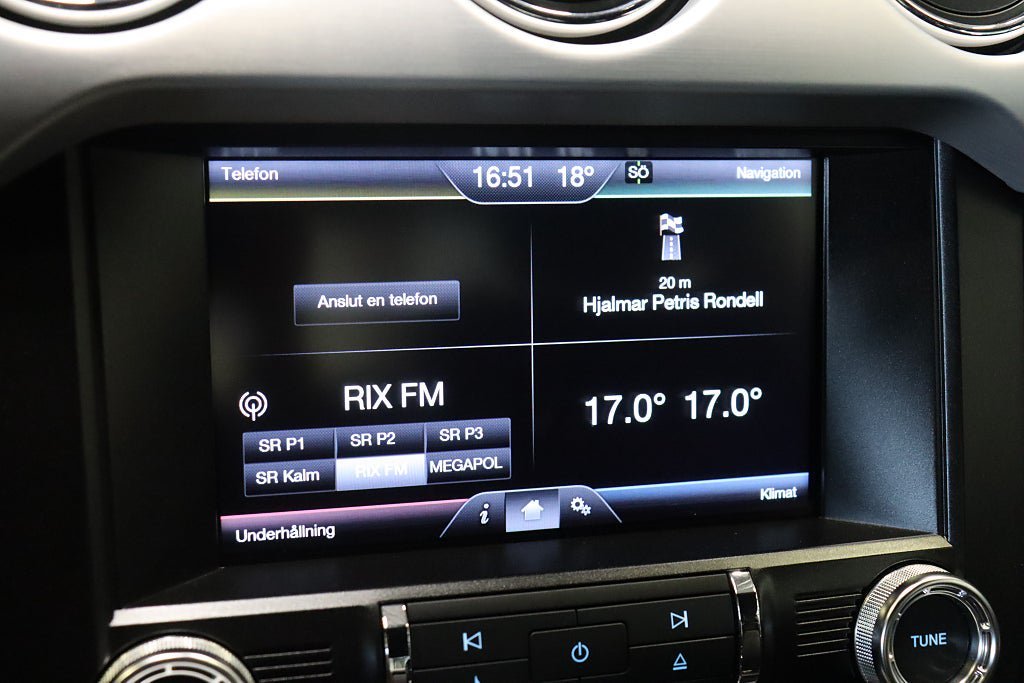 Telefon
16:51 18°
SÖ
Navigation
Anslut en telefon
20 m
Hjalmar Petris Rondell
RIX FM
SR P1 SR P2 SR P3
SR Kalm RIX FM MEGAPOL
17.0° 17.0°
Underhållning
i
Klimat
TUNE